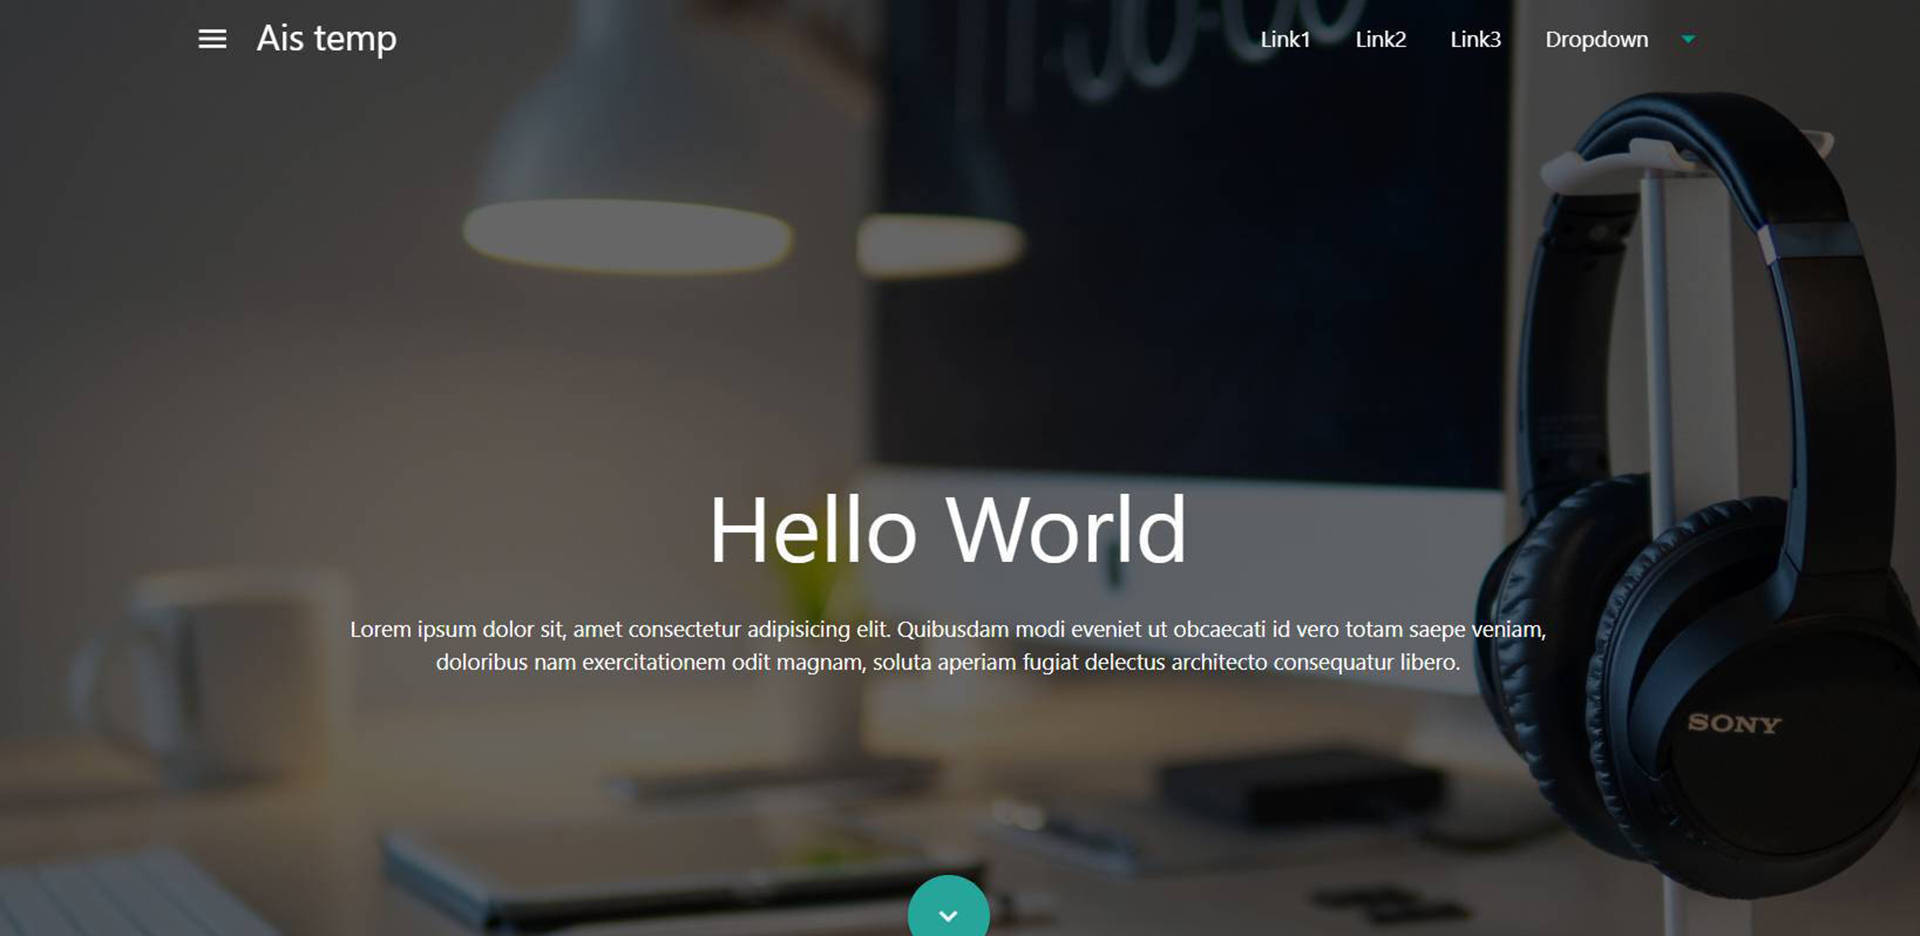 Ais temp
Link1
Link2
Link3
Dropdown
Hello World
Lorem ipsum dolor sit, amet consectetur adipisicing elit. Quibusdam modi eveniet ut obcaecati id vero totam saepe veniam,
doloribus nam exercitationem odit magnam, soluta aperiam fugiat delectus architecto consequatur libero.
SONY